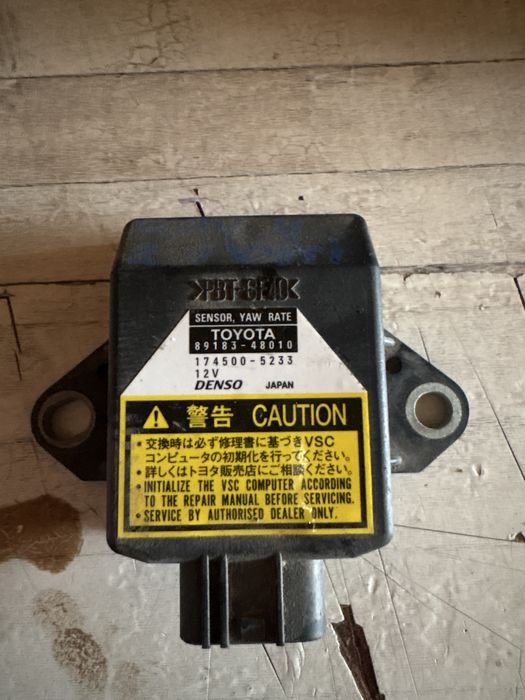 >PBT-GF40<
SENSOR, YAW RATE
TOYOTA
89183-48010
174500-5233
12V
DENSO JAPAN
警告 CAUTION
・交換時は必ず修理書に基づきVSC
コンピュータの初期化を行ってください。
・詳しくはトヨタ販売店にご相談ください。
・INITIALIZE THE VSC COMPUTER ACCORDING
TO THE REPAIR MANUAL BEFORE SERVICING.
・SERVICE BY AUTHORISED DEALER ONLY.